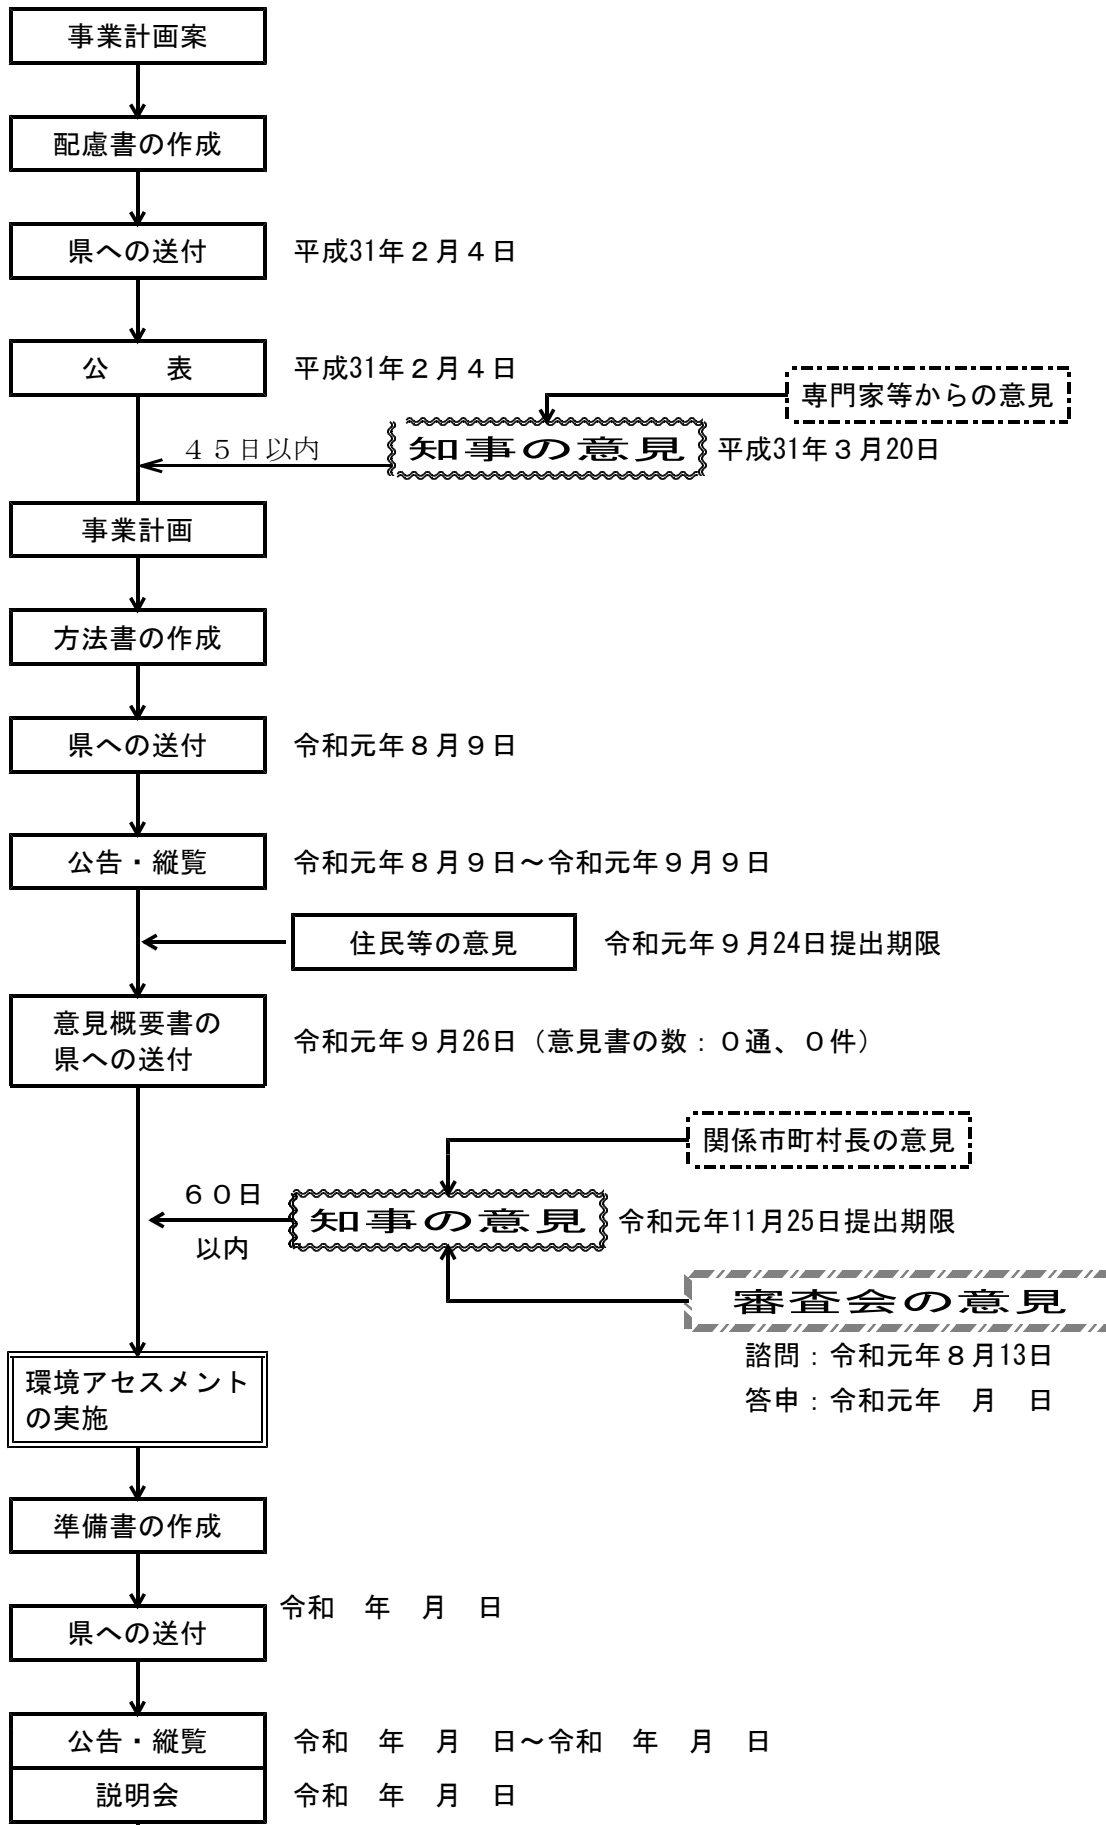 事業計画案
配慮書の作成
県への送付　平成31年２月４日
公　　表　平成31年２月４日
専門家等からの意見
４５日以内　知事の意見　平成31年３月20日
事業計画
方法書の作成
県への送付　令和元年８月９日
公告・縦覧　令和元年８月９日～令和元年９月９日
住民等の意見　令和元年９月24日提出期限
意見概要書の
県への送付
令和元年９月26日（意見書の数：０通、０件）
関係市町村長の意見
６０日
以内
知事の意見　令和元年11月25日提出期限
審査会の意見
諮問：令和元年８月13日
答申：令和元年　月　日
環境アセスメント
の実施
準備書の作成
令和　年　月　日
県への送付
公告・縦覧　令和　年　月　日～令和　年　月　日
説明会　令和　年　月　日